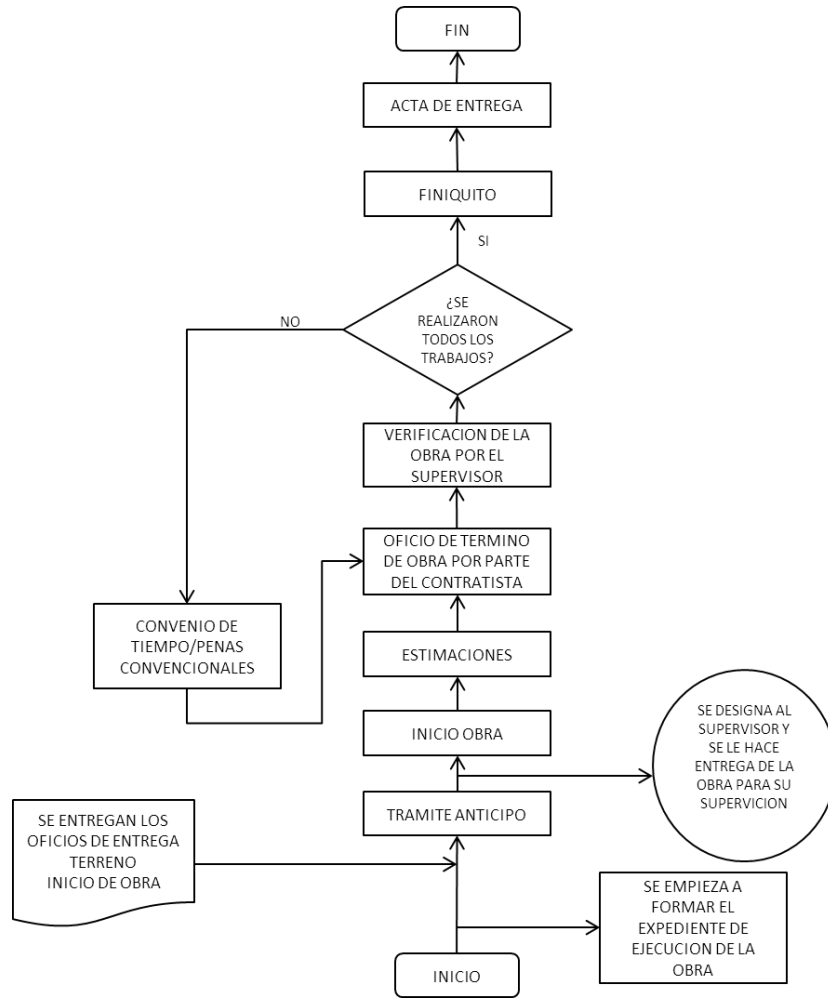 FIN
ACTA DE ENTREGA
FINIQUITO
SI
¿SE
REALIZARON
TODOS LOS
TRABAJOS?
NO
VERIFICACION DE LA
OBRA POR EL
SUPERVISOR
OFICIO DE TERMINO
DE OBRA POR PARTE
DEL CONTRATISTA
CONVENIO DE
TIEMPO/PENAS
CONVENCIONALES
ESTIMACIONES
INICIO OBRA
SE DESIGNA AL
SUPERVISOR Y
SE LE HACE
ENTREGA DE LA
OBRA PARA SU
SUPERVICION
TRAMITE ANTICIPO
SE ENTREGAN LOS
OFICIOS DE ENTREGA
TERRENO
INICIO DE OBRA
SE EMPIEZA A
FORMAR EL
EXPEDIENTE DE
EJECUCION DE LA
OBRA
INICIO